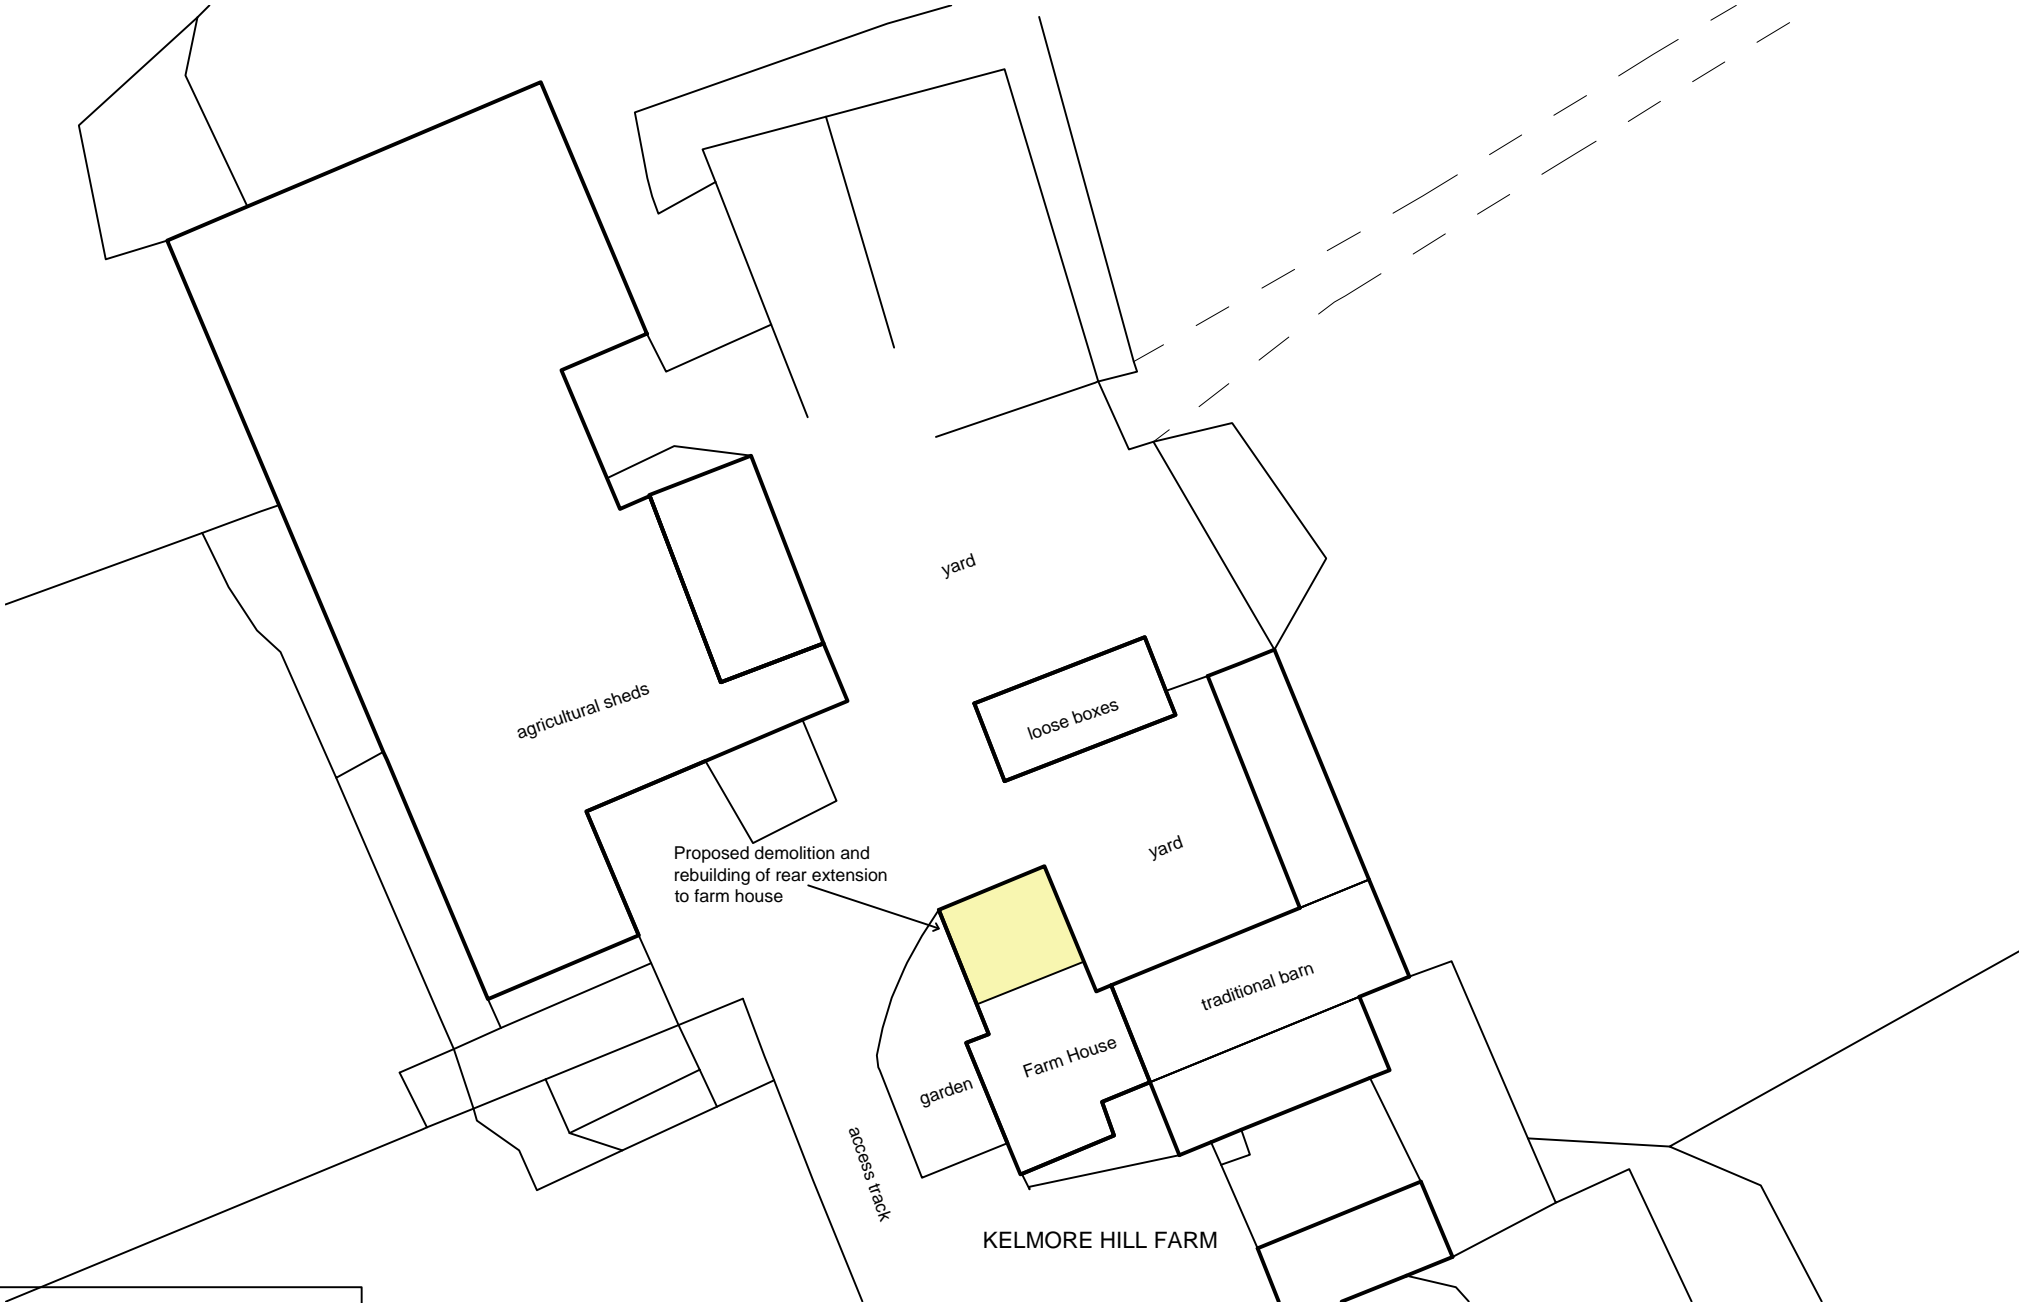 yard
agricultural sheds
loose boxes
yard
Proposed demolition and
rebuilding of rear extension
to farm house
traditional barn
Farm House
garden
access track
KELMORE HILL FARM